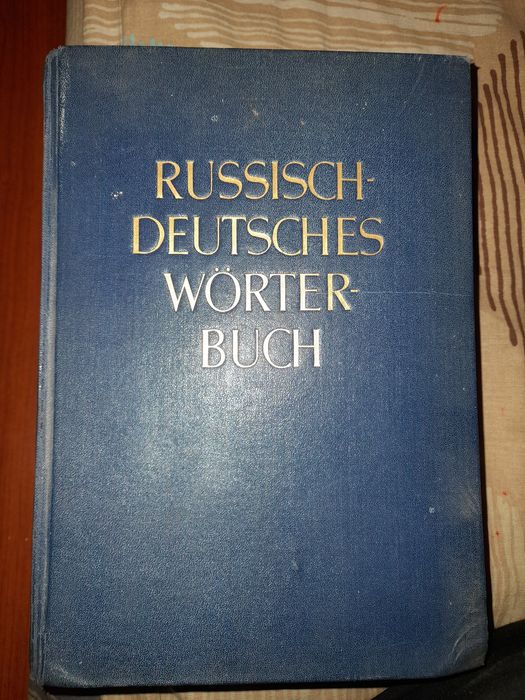 RUSSISCH-
DEUTSCHES
WÖRTER-
BUCH